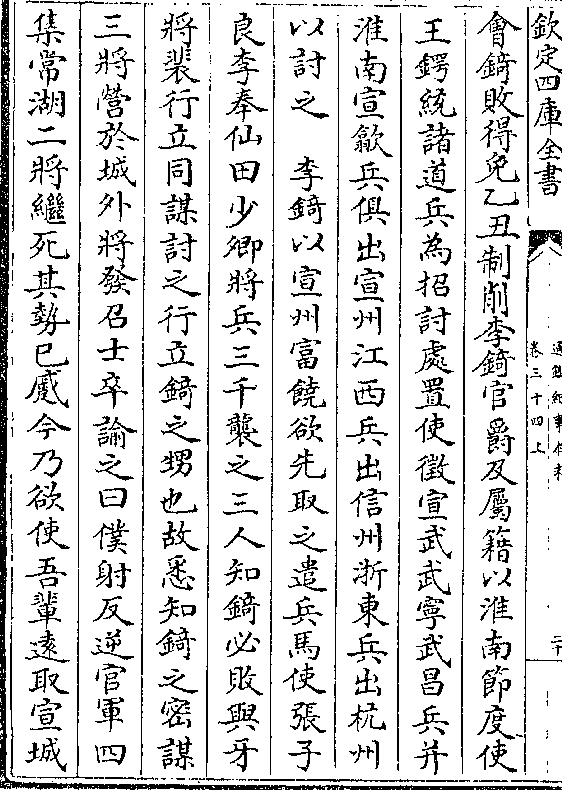 欽定四庫全書
通鑑紀事本末
卷三十四上
二十
會錡敗得免乙丑制削李錡官爵及屬籍以淮南節度使
王鍔統諸道兵為招討處置使徵宣武武寧武昌兵并
淮南宣歙兵俱出宣州江西兵出信州浙東兵出杭州
以討之 李錡以宣州富饒欲先取之遣兵馬使張子
良李奉仙田少卿將兵三千襲之三人知錡必敗與牙
將裴行立同謀討之行立錡之甥也故悉知錡之密謀
三將營於城外將發召士卒諭之曰僕射反逆官軍四
集常湖二將繼死其勢已蹙今乃欲使吾輩遠取宣城